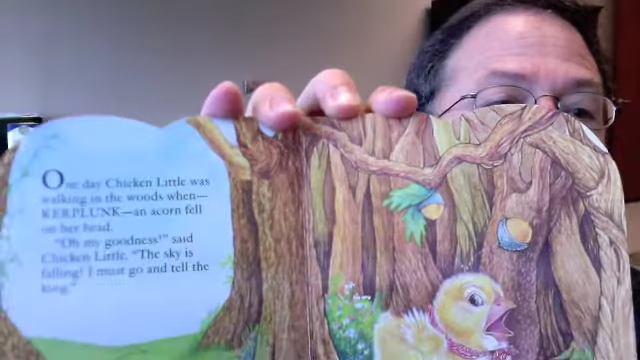 One day Chicken Little was
walking in the woods when—
KERPLUNK—an acorn fell
on her head.
“Oh my goodness!” said
Chicken Little. “The sky is
falling! I must go and tell the
king.”